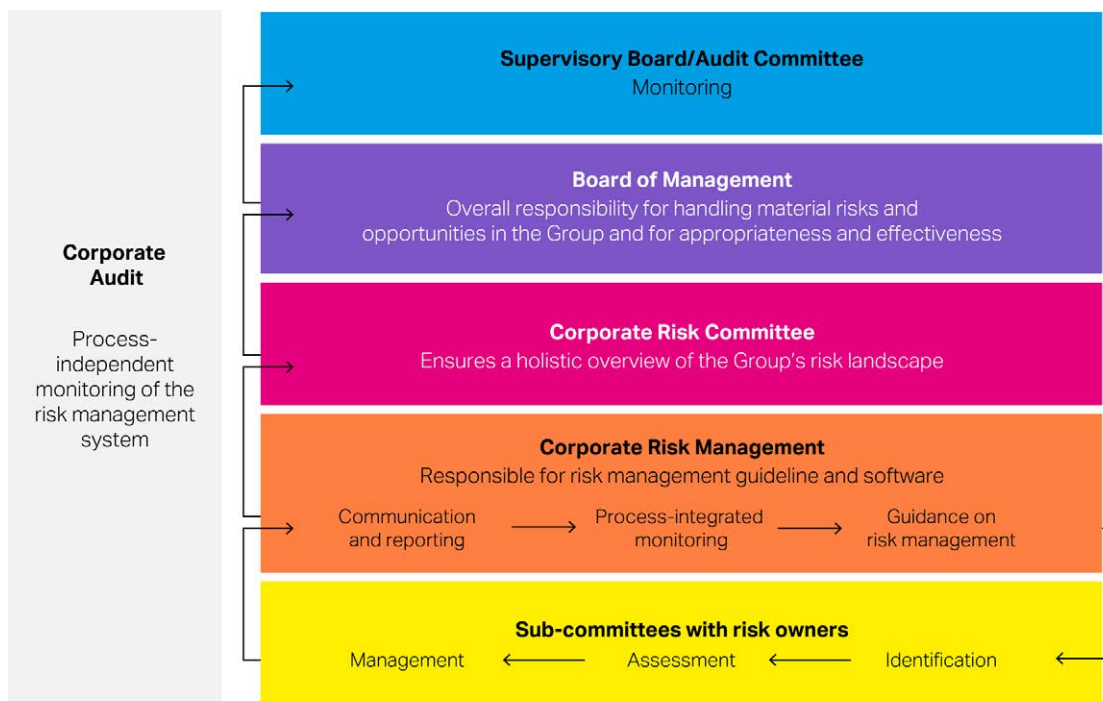 Corporate
Audit
Process-
independent
monitoring of the
risk management
system
Supervisory Board/Audit Committee
Monitoring
Board of Management
Overall responsibility for handling material risks and
opportunities in the Group and for appropriateness and effectiveness
Corporate Risk Committee
Ensures a holistic overview of the Group’s risk landscape
Corporate Risk Management
Responsible for risk management guideline and software
Communication
and reporting
Process-integrated
monitoring
Guidance on
risk management
Sub-committees with risk owners
Management
Assessment
Identification